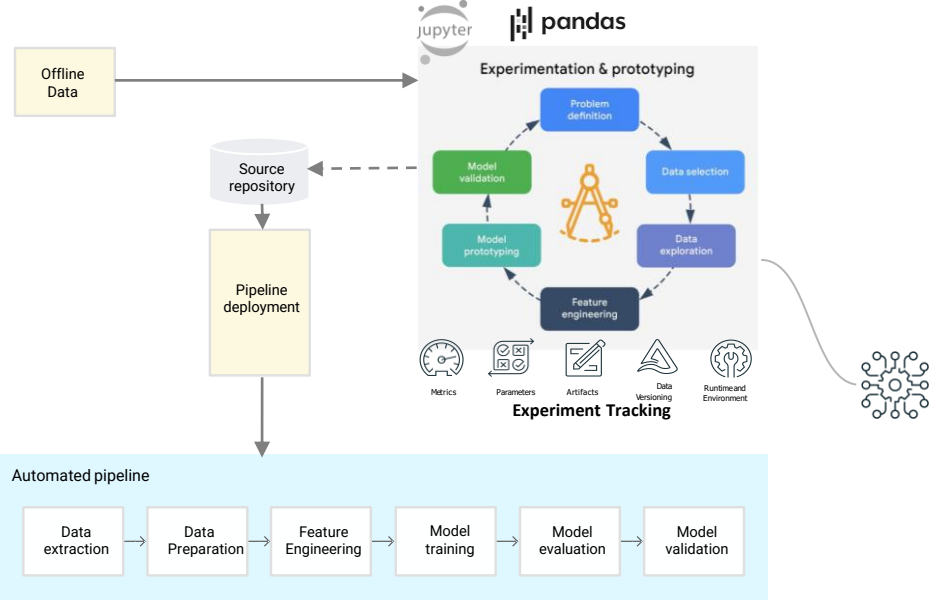 jupyter
pandas
Experimentation & prototyping
Offline
Data
Problem
definition
Source
repository
Model
validation
Data selection
Model
prototyping
Data
exploration
Pipeline
deployment
Feature
engineering
Metrics
Parameters
Artifacts
Data
Versioning
Runtime and
Environment
Experiment Tracking
Automated pipeline
Data
extraction
Data
Preparation
Feature
Engineering
Model
training
Model
evaluation
Model
validation